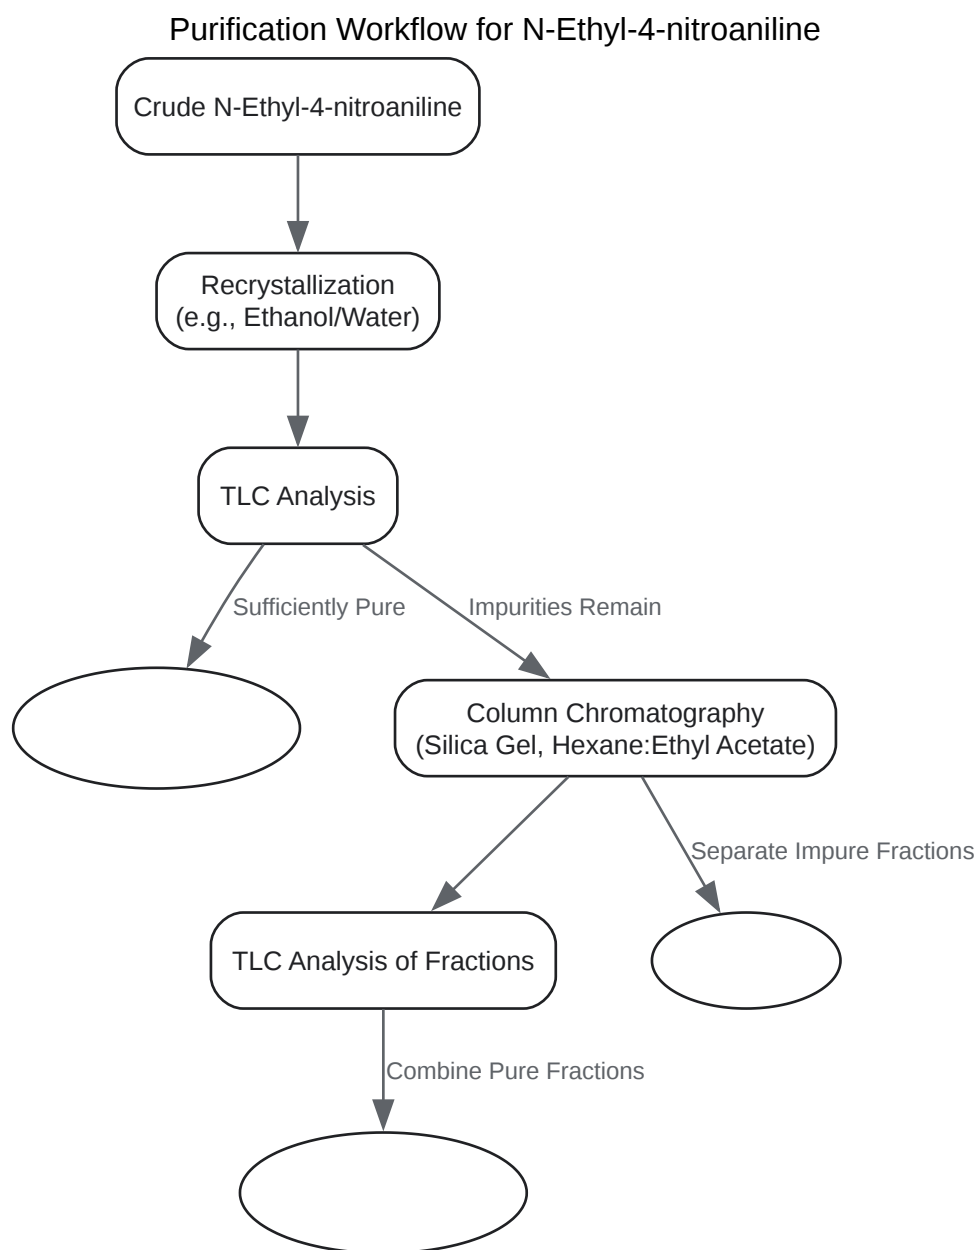 Purification Workflow for N-Ethyl-4-nitroaniline
Crude N-Ethyl-4-nitroaniline
Recrystallization
(e.g., Ethanol/Water)
TLC Analysis
Sufficiently Pure
Impurities Remain
Column Chromatography
(Silica Gel, Hexane:Ethyl Acetate)
Separate Impure Fractions
TLC Analysis of Fractions
Combine Pure Fractions